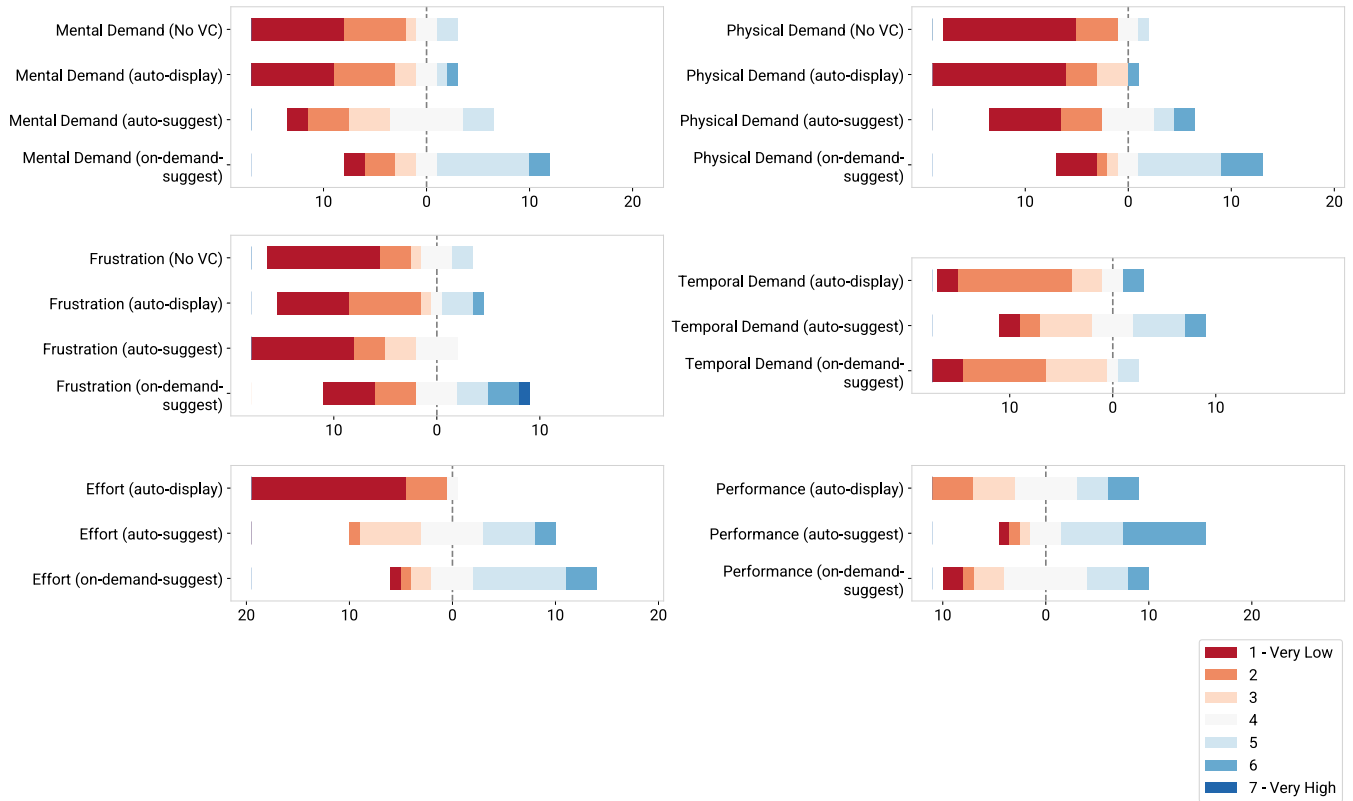 Mental Demand (No VC)
Mental Demand (auto-display)
Mental Demand (auto-suggest)
Mental Demand (on-demand-
suggest)
10 0 10 20
Physical Demand (No VC)
Physical Demand (auto-display)
Physical Demand (auto-suggest)
Physical Demand (on-demand-
suggest)
10 0 10 20
Frustration (No VC)
Frustration (auto-display)
Frustration (auto-suggest)
Frustration (on-demand-
suggest)
10 0 10
Temporal Demand (auto-display)
Temporal Demand (auto-suggest)
Temporal Demand (on-demand-
suggest)
10 0 10
Effort (auto-display)
Effort (auto-suggest)
Effort (on-demand-suggest)
20 10 0 10 20
Performance (auto-display)
Performance (auto-suggest)
Performance (on-demand-
suggest)
10 0 10 20
1 - Very Low
2
3
4
5
6
7 - Very High